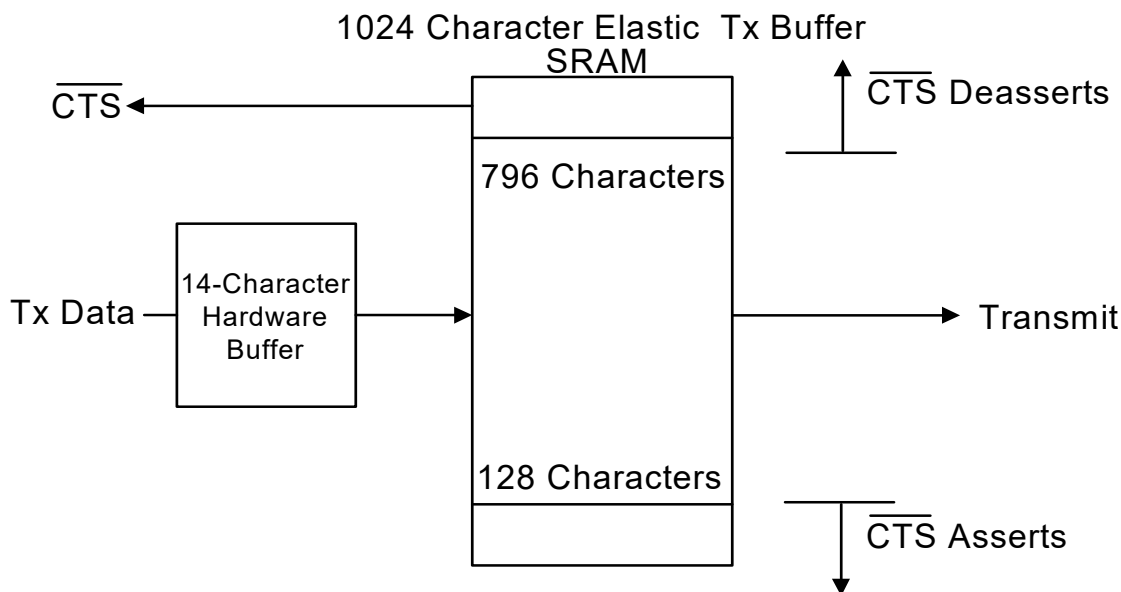 1024 Character Elastic Tx Buffer
SRAM
CTS
CTS Deasserts
796 Characters
14-Character
Hardware
Buffer
Tx Data
Transmit
128 Characters
CTS Asserts